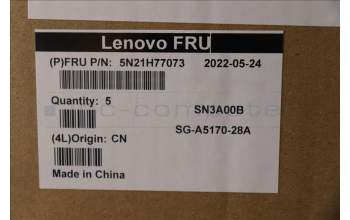 Lenovo FRU
(P)FRU P/N: 5N21H77073 2022-05-24
Quantity: 5 SN3A00B
SG-A5170-28A
(4L)Origin: CN
Made in China